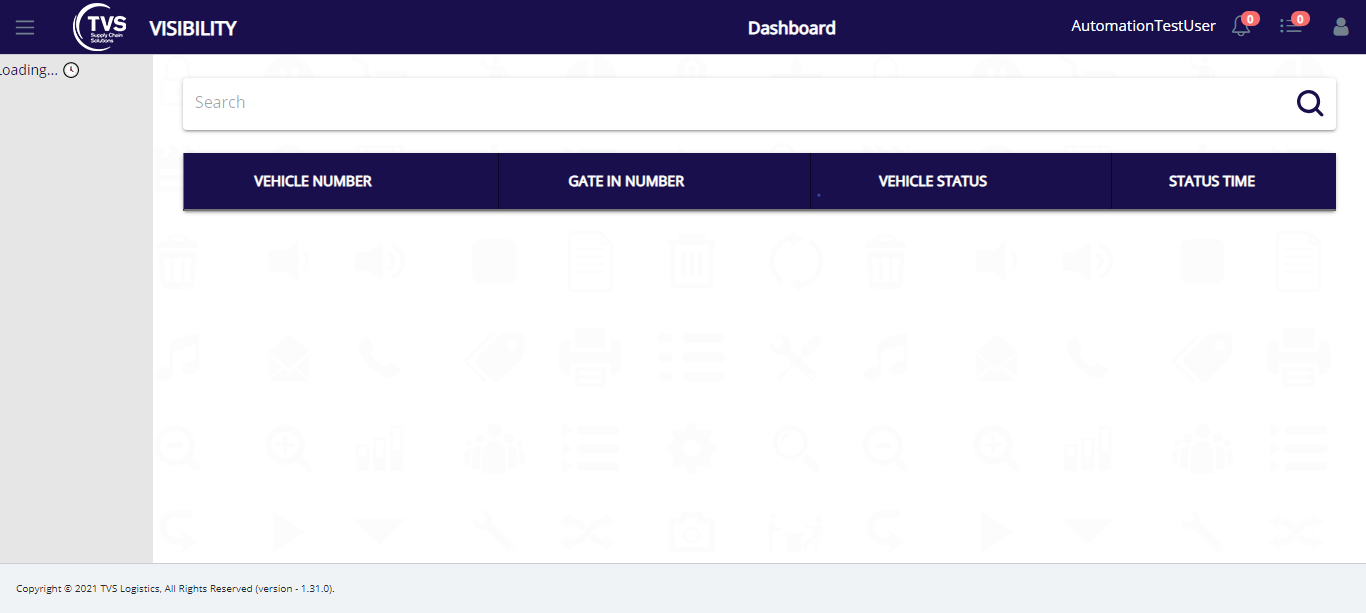 TVS
Supply Chain
Solutions
VISIBILITY
Dashboard
AutomationTestUser
0
0
Loading...
Search
VEHICLE NUMBER
GATE IN NUMBER
VEHICLE STATUS
STATUS TIME
Copyright © 2021 TVS Logistics, All Rights Reserved (version - 1.31.0).